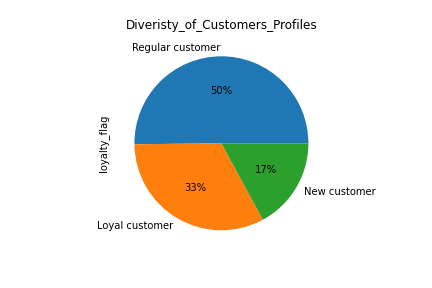 Diveristy_of_Customers_Profiles
Regular customer
50%
loyalty_flag
17%
33%
New customer
Loyal customer